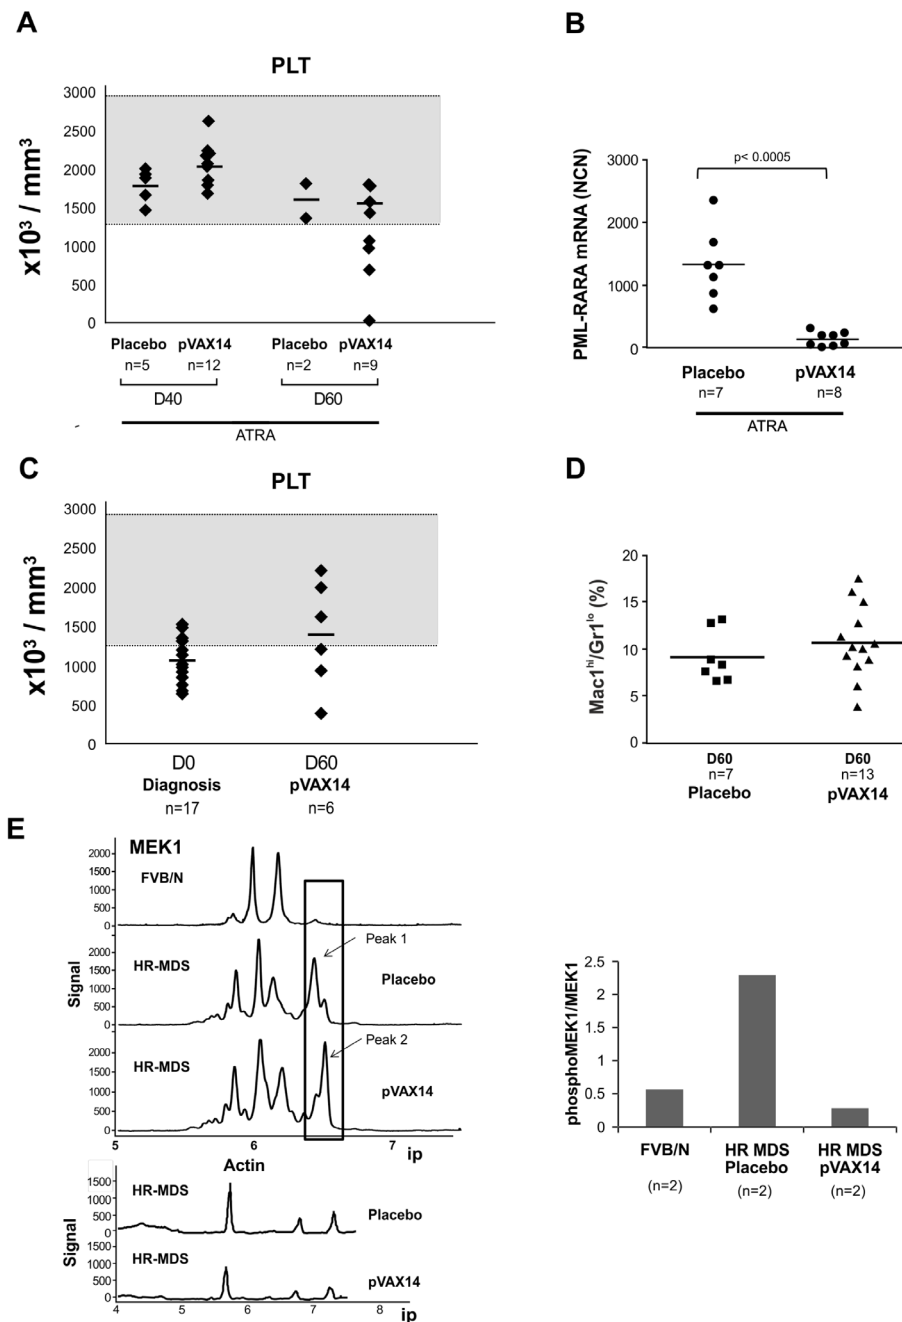 A
PLT
x10³ / mm³
3000
2500
2000
1500
1000
500
0
Placebo pVAX14 Placebo pVAX14
n=5 n=12 n=2 n=9
D40 D60
ATRA
B
PML-RARA mRNA (NCN)
p< 0.0005
3000
2000
1000
0
Placebo pVAX14
n=7 n=8
ATRA
C
PLT
x10³ / mm³
3000
2500
2000
1500
1000
500
0
D0 D60
Diagnosis pVAX14
n=17 n=6
D
Mac1ʰⁱ/Gr1ˡᵒ (%)
20
15
10
5
0
D60 D60
n=7 n=13
Placebo pVAX14
E
MEK1
FVB/N
2000
1500
1000
500
0
Signal
HR-MDS
Peak 1
Placebo
2000
1500
1000
500
0
HR-MDS
Peak 2
pVAX14
2000
1500
1000
500
0
5 6 7
ip
Actin
Signal
HR-MDS
Placebo
1500
1000
500
0
HR-MDS
pVAX14
1500
1000
500
0
4 5 6 7 8
ip
phosphoMEK1/MEK1
2.5
2
1.5
1
0.5
0
FVB/N HR MDS HR MDS
Placebo pVAX14
(n=2) (n=2) (n=2)